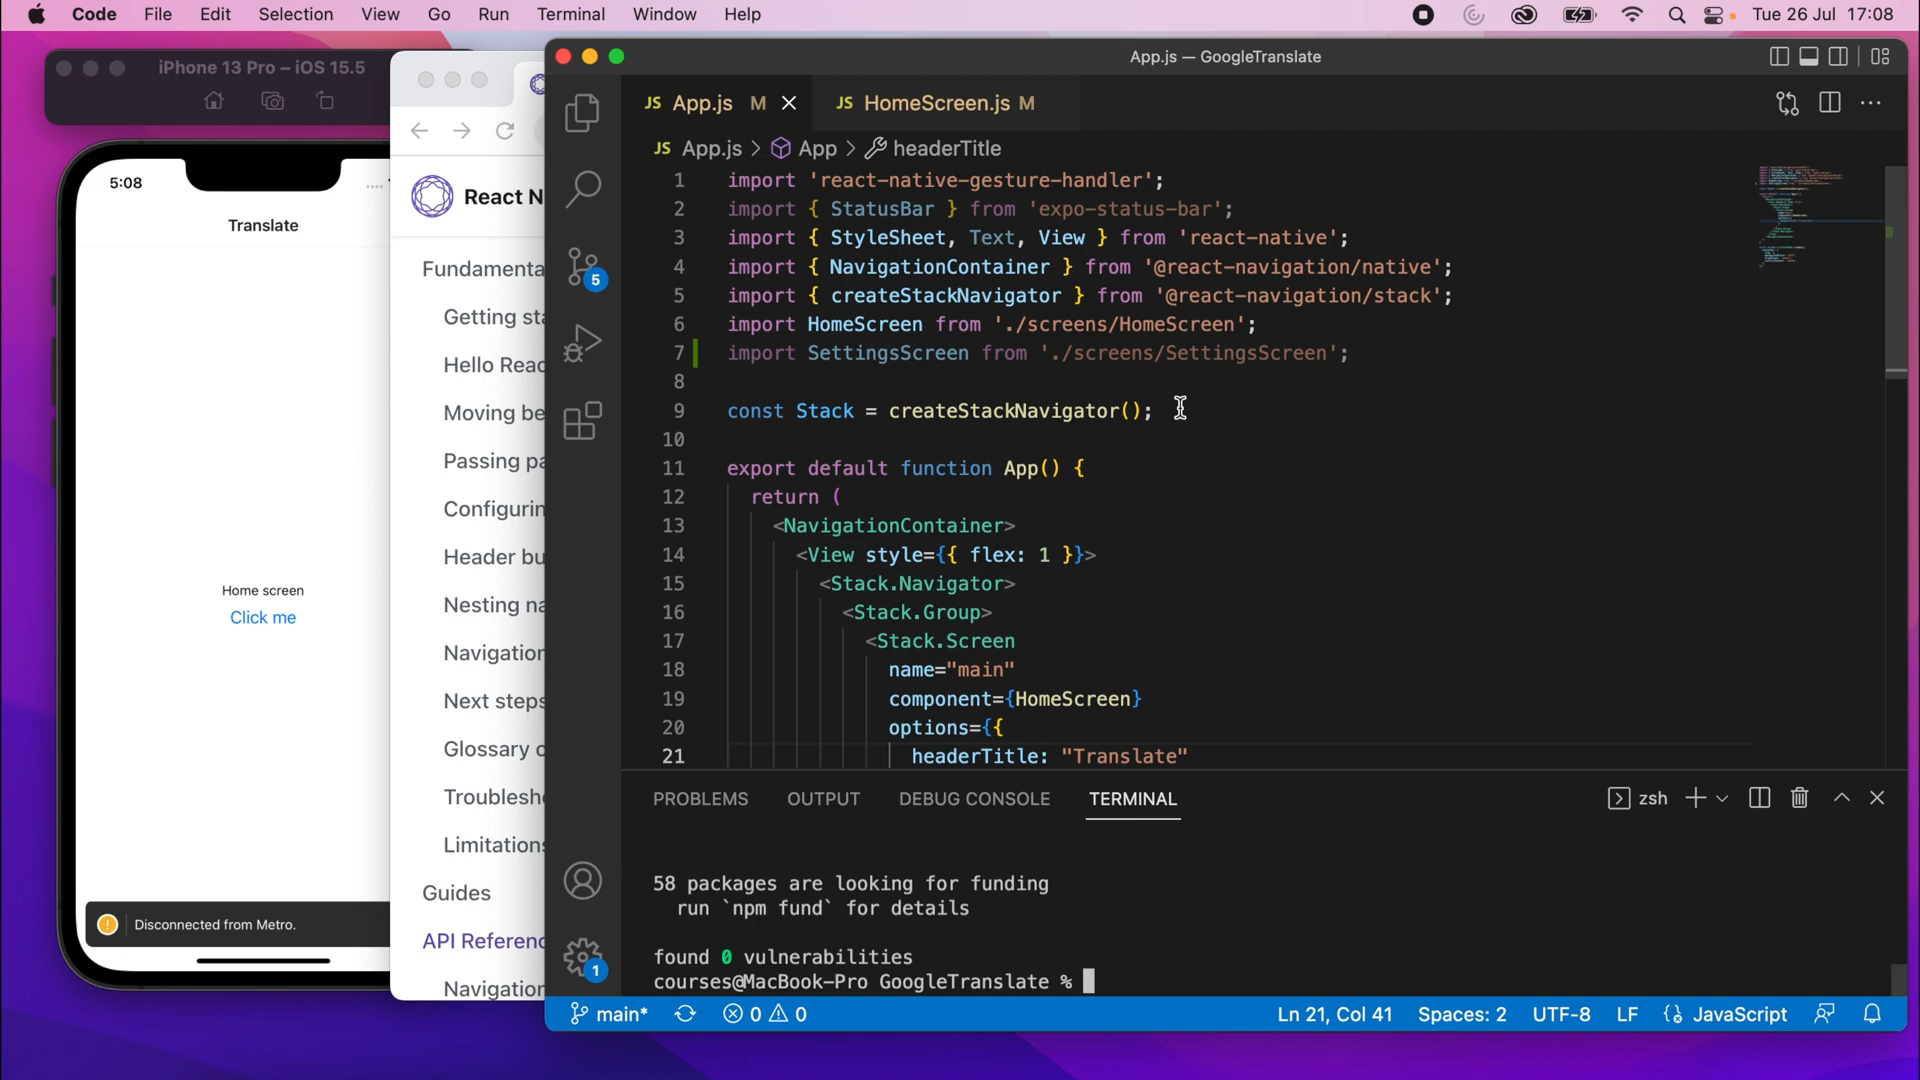 Code File Edit Selection View Go Run Terminal Window Help Tue 26 Jul 17:08
iPhone 13 Pro – iOS 15.5
5:08
Translate
Home screen
Click me
Disconnected from Metro.
React N
Fundamenta
Getting sta
Hello Reac
Moving be
Passing pa
Configurin
Header bu
Nesting na
Navigation
Next steps
Glossary o
Troublesh
Limitations
Guides
API Referenc
Navigation
App.js — GoogleTranslate
JS App.js M JS HomeScreen.js M
JS App.js > App > headerTitle
1 import 'react-native-gesture-handler';
2 import { StatusBar } from 'expo-status-bar';
3 import { StyleSheet, Text, View } from 'react-native';
4 import { NavigationContainer } from '@react-navigation/native';
5 import { createStackNavigator } from '@react-navigation/stack';
6 import HomeScreen from './screens/HomeScreen';
7 import SettingsScreen from './screens/SettingsScreen';
8
9 const Stack = createStackNavigator();
10
11 export default function App() {
12 return (
13 <NavigationContainer>
14 <View style={{ flex: 1 }}>
15 <Stack.Navigator>
16 <Stack.Group>
17 <Stack.Screen
18 name="main"
19 component={HomeScreen}
20 options={{
21 headerTitle: "Translate"
5
1
PROBLEMS OUTPUT DEBUG CONSOLE TERMINAL zsh
58 packages are looking for funding
run `npm fund` for details
found 0 vulnerabilities
courses@MacBook-Pro GoogleTranslate %
main* 0 0 Ln 21, Col 41 Spaces: 2 UTF-8 LF JavaScript